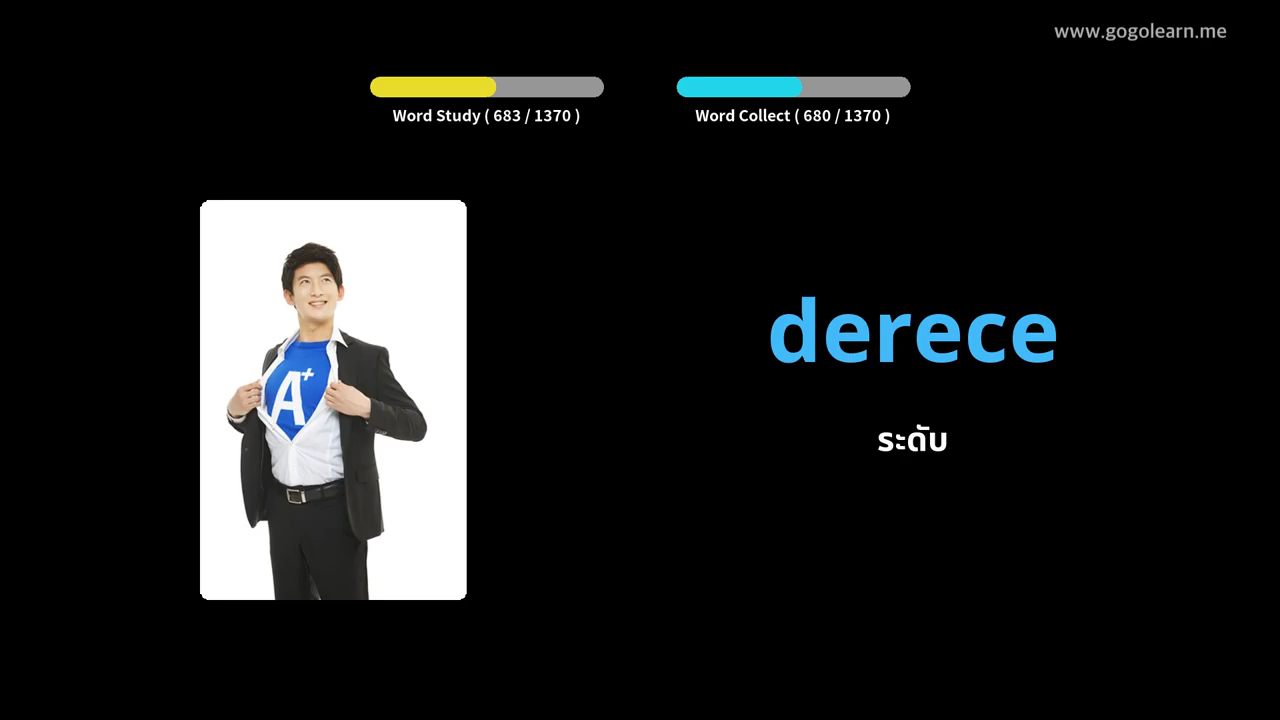 www.gogolearn.me
Word Study ( 683 / 1370 )
Word Collect ( 680 / 1370 )
A+
derece
ระดับ